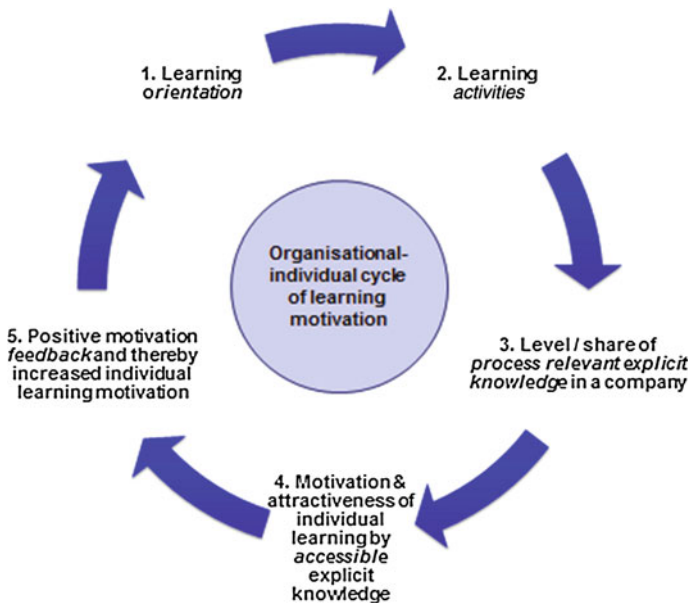 1. Learning
orientation
2. Learning
activities
Organisational-
individual cycle
of learning
motivation
3. Level / share of
process relevant explicit
knowledge in a company
4. Motivation &
attractiveness of
individual
learning by
accessible
explicit
knowledge
5. Positive motivation
feedback and thereby
increased individual
learning motivation